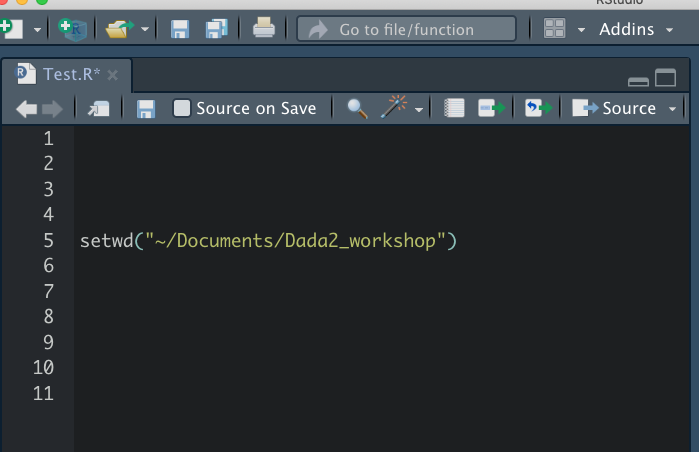 RStudio
Go to file/function
Addins
Test.R*
Source on Save
Source
1
2
3
4
5 setwd("~/Documents/Dada2_workshop")
6
7
8
9
10
11